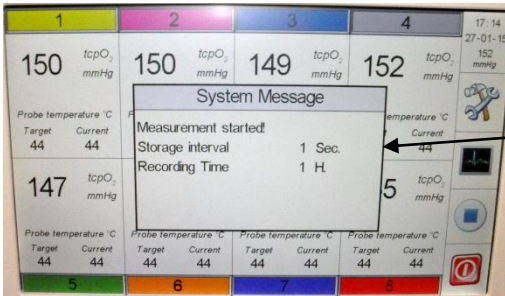 1 2 3 4 17:14
27-01-15
150 tcpO₂ mmHg 150 tcpO₂ mmHg 149 tcpO₂ mmHg 152 tcpO₂ mmHg 152 mmHg
System Message
Measurement started!
Storage interval 1 Sec.
Recording Time 1 H.
Probe temperature °C emperature °C
Target Current Current
44 44 44
147 tcpO₂ mmHg 5 tcpO₂ mmHg
Probe temperature °C Probe temperature °C Probe temperature °C Probe temperature °C
Target Current Target Current Target Current Target Current
44 44 44 44 44 44 44 44
5 6 7 8